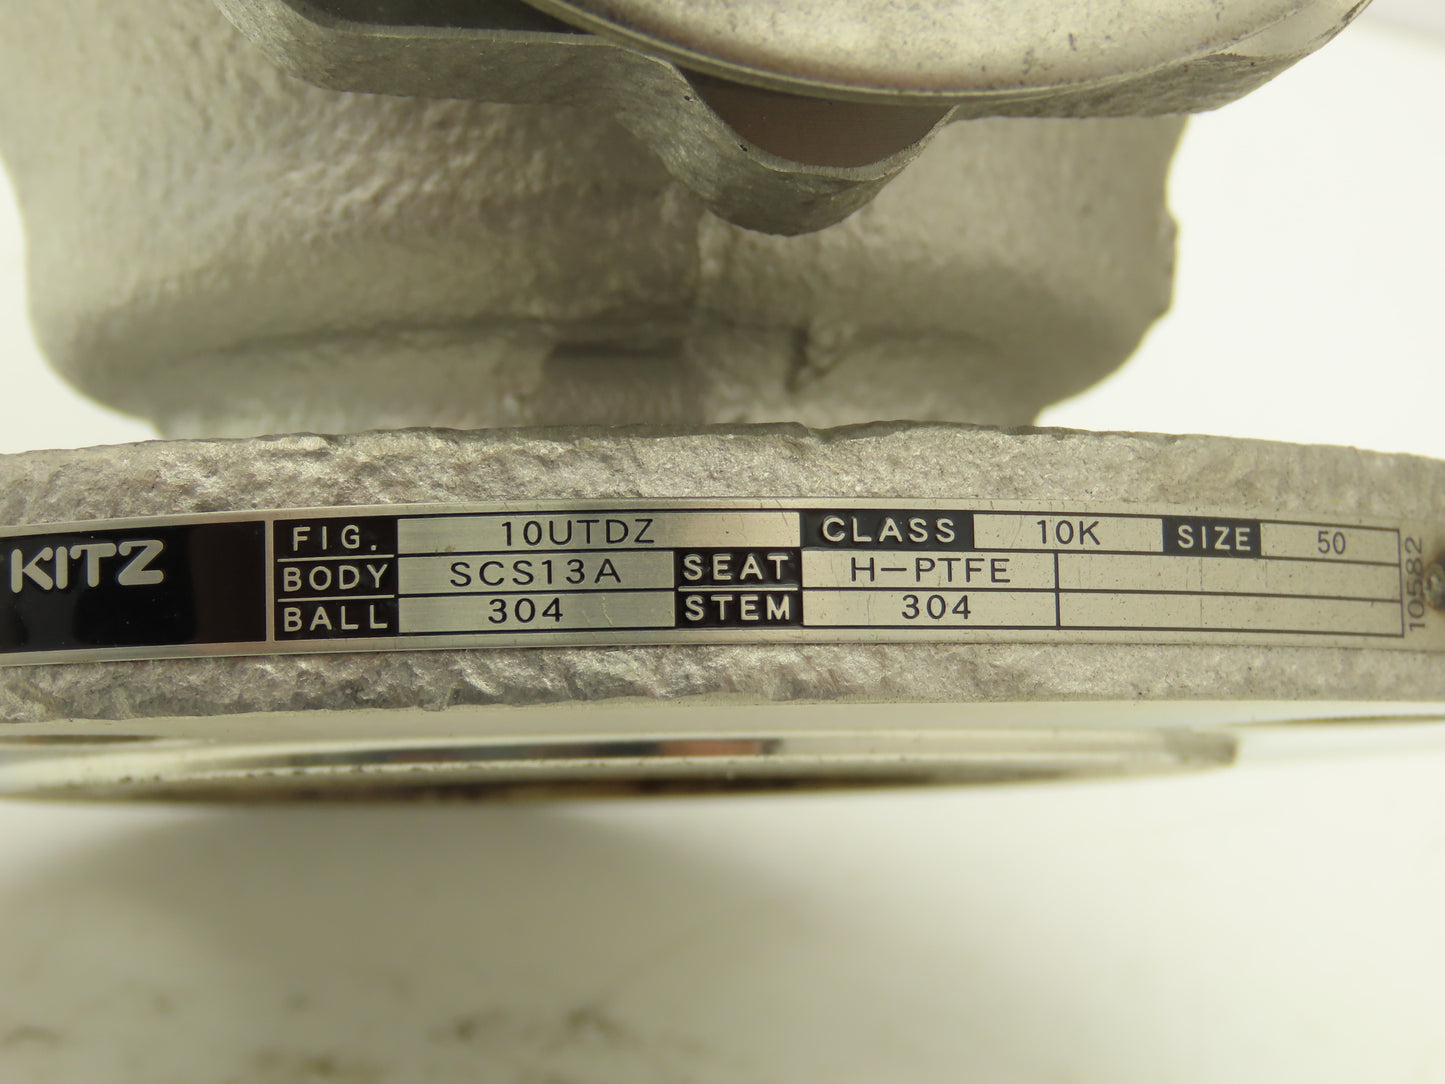 KITZ
FIG. 10UTDZ CLASS 10K SIZE 50
BODY SCS13A SEAT H-PTFE
BALL 304 STEM 304
10582